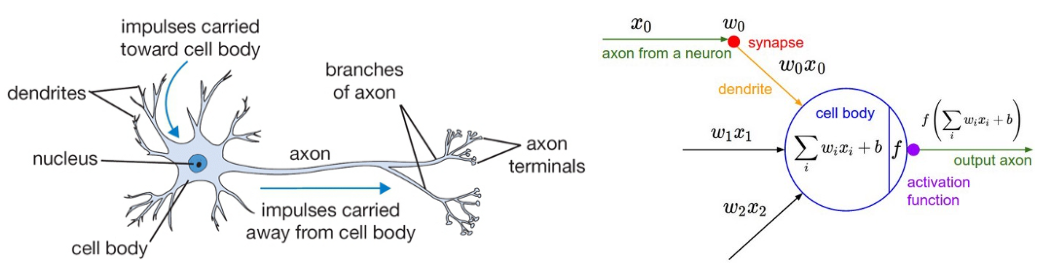 impulses carried
toward cell body
dendrites
nucleus
cell body
axon
impulses carried
away from cell body
branches
of axon
axon
terminals
x₀
w₀
synapse
axon from a neuron
w₀x₀
dendrite
cell body
w₁x₁
∑ᵢ wᵢxᵢ + b
f
f(∑ᵢ wᵢxᵢ + b)
output axon
activation
function
w₂x₂